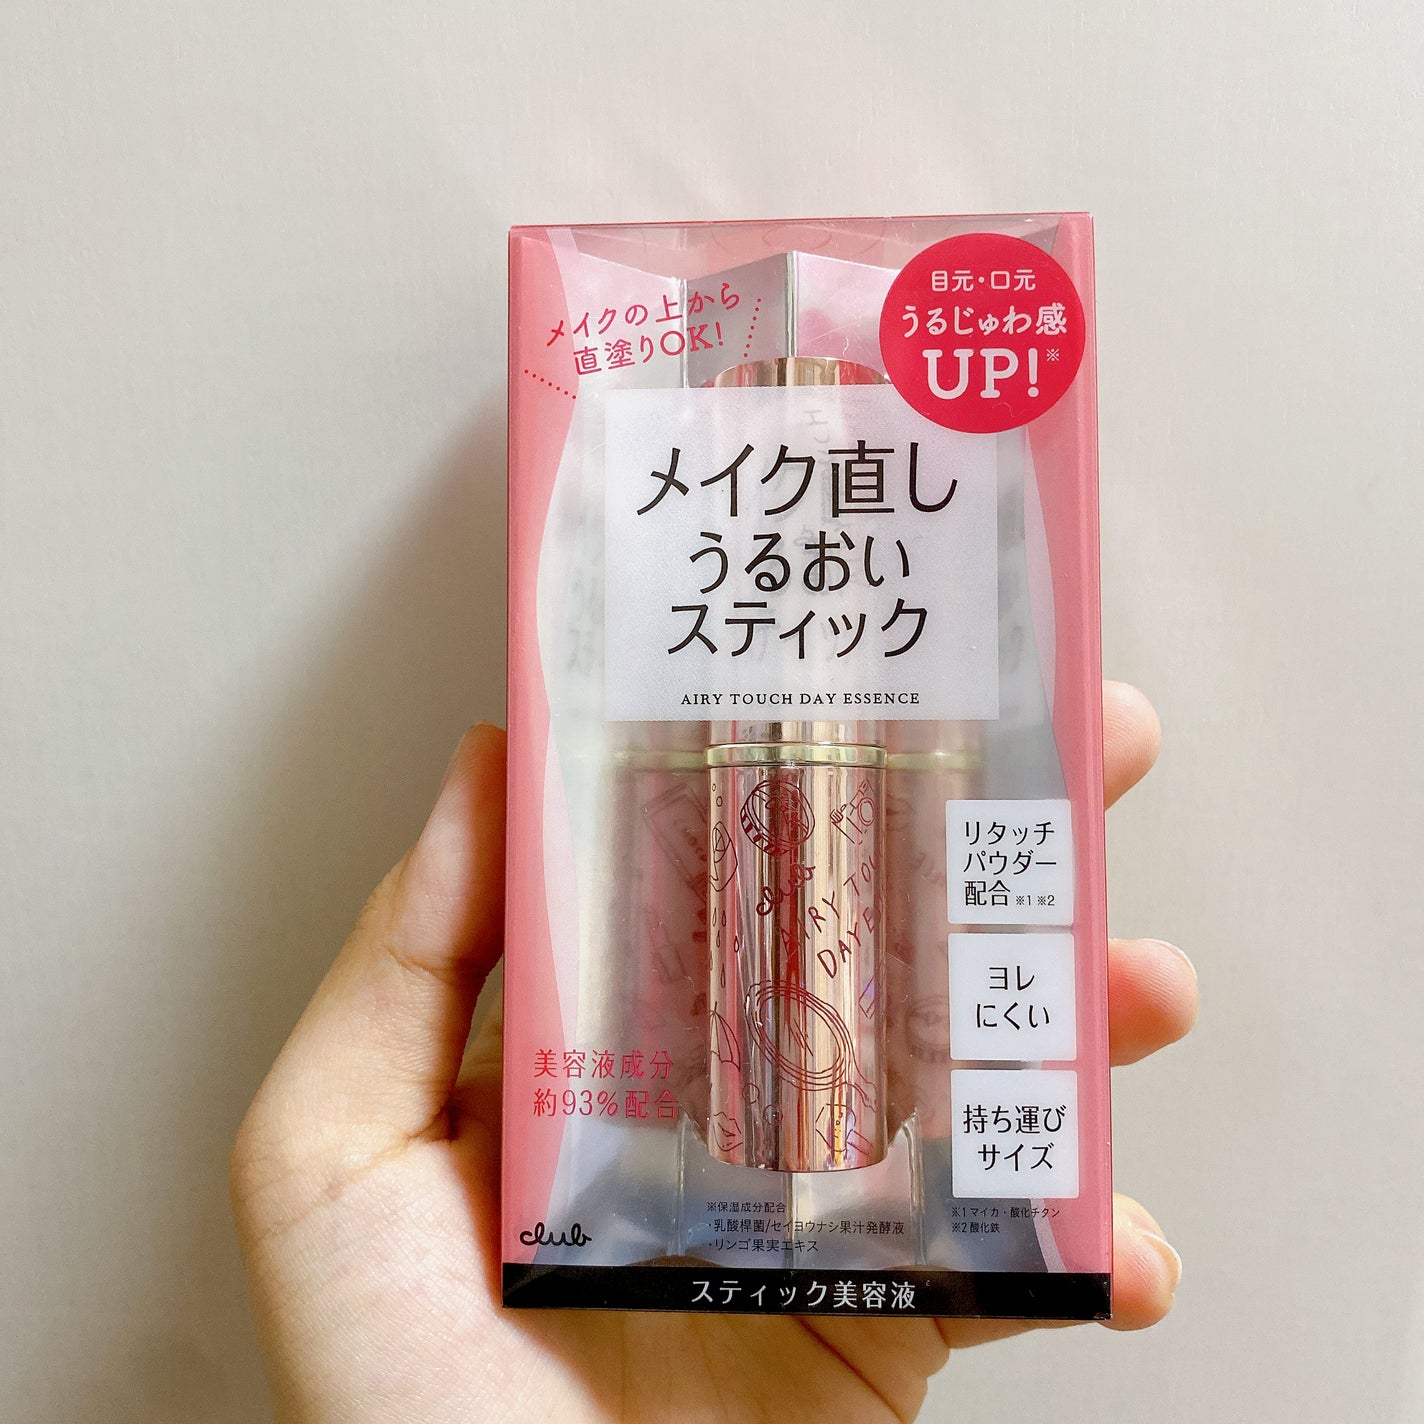 目元・口元
うるじゅわ感
UP!※
メイクの上から
直塗りOK!
メイク直し
うるおい
スティック
AIRY TOUCH DAY ESSENCE
club
AIRY TOU
DAY E
リタッチ
パウダー
配合※1※2
ヨレ
にくい
持ち運び
サイズ
美容液成分
約93%配合
※保湿成分配合
・乳酸桿菌/セイヨウナシ果汁発酵液
・リンゴ果実エキス
※1 マイカ・酸化チタン
※2 酸化鉄
club
スティック美容液